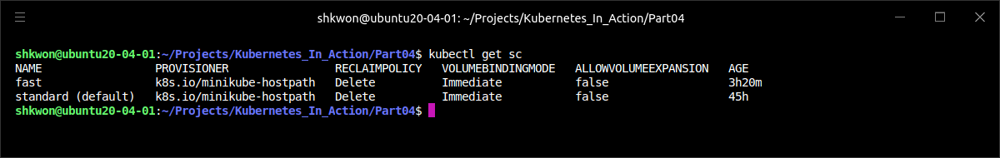 shkwon@ubuntu20-04-01: ~/Projects/Kubernetes_In_Action/Part04
shkwon@ubuntu20-04-01:~/Projects/Kubernetes_In_Action/Part04$ kubectl get sc
NAME                 PROVISIONER                RECLAIMPOLICY   VOLUMEBINDINGMODE   ALLOWVOLUMEEXPANSION   AGE
fast                 k8s.io/minikube-hostpath   Delete          Immediate           false                  3h20m
standard (default)   k8s.io/minikube-hostpath   Delete          Immediate           false                  45h
shkwon@ubuntu20-04-01:~/Projects/Kubernetes_In_Action/Part04$